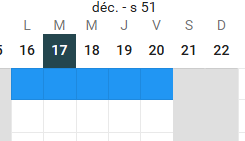 déc. - s 51
L M M J V S D
16 17 18 19 20 21 22